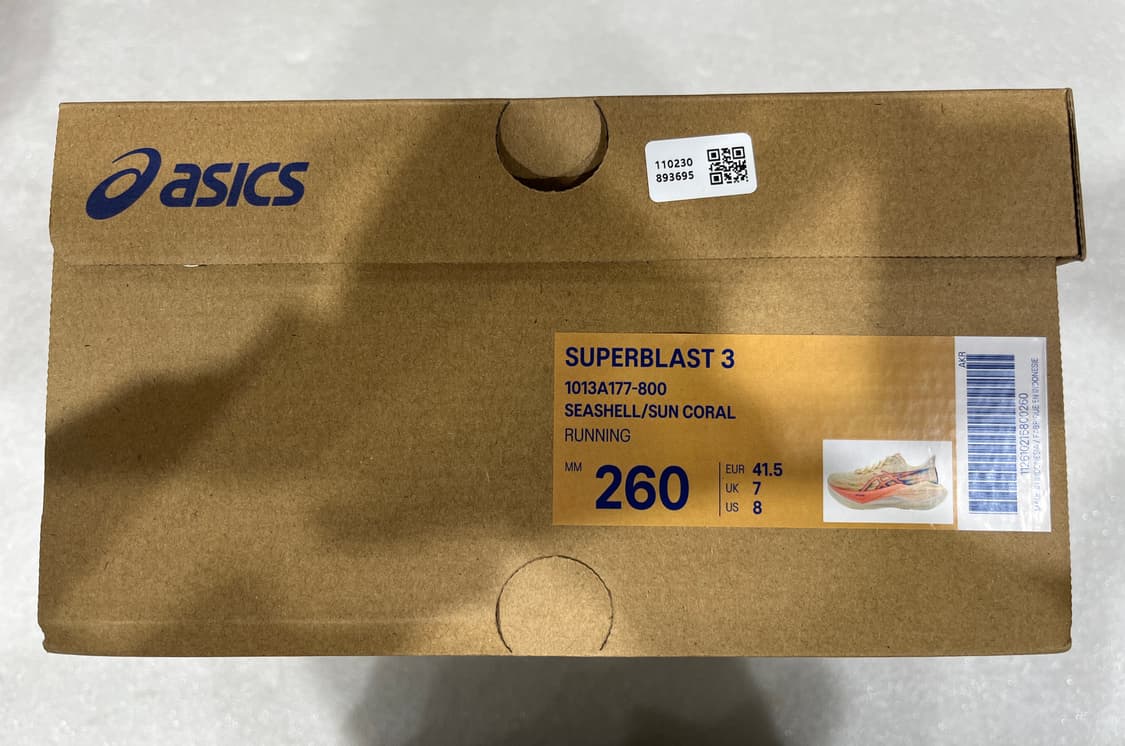 asics
110230
893695
SUPERBLAST 3
1013A177-800
SEASHELL/SUN CORAL
RUNNING
MM 260
EUR 41.5
UK 7
US 8
AKR